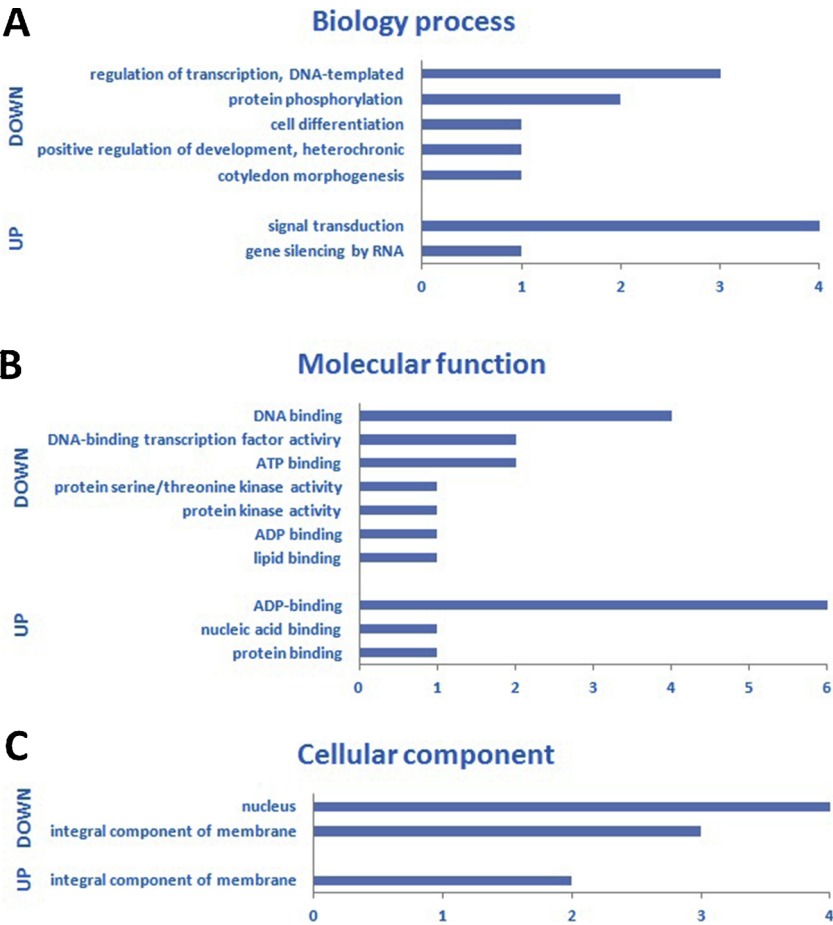 A
Biology process
DOWN
regulation of transcription, DNA-templated
protein phosphorylation
cell differentiation
positive regulation of development, heterochronic
cotyledon morphogenesis
UP
signal transduction
gene silencing by RNA
0 1 2 3 4
B
Molecular function
DOWN
DNA binding
DNA-binding transcription factor activiry
ATP binding
protein serine/threonine kinase activity
protein kinase activity
ADP binding
lipid binding
UP
ADP-binding
nucleic acid binding
protein binding
0 1 2 3 4 5 6
C
Cellular component
DOWN
nucleus
integral component of membrane
UP
integral component of membrane
0 1 2 3 4